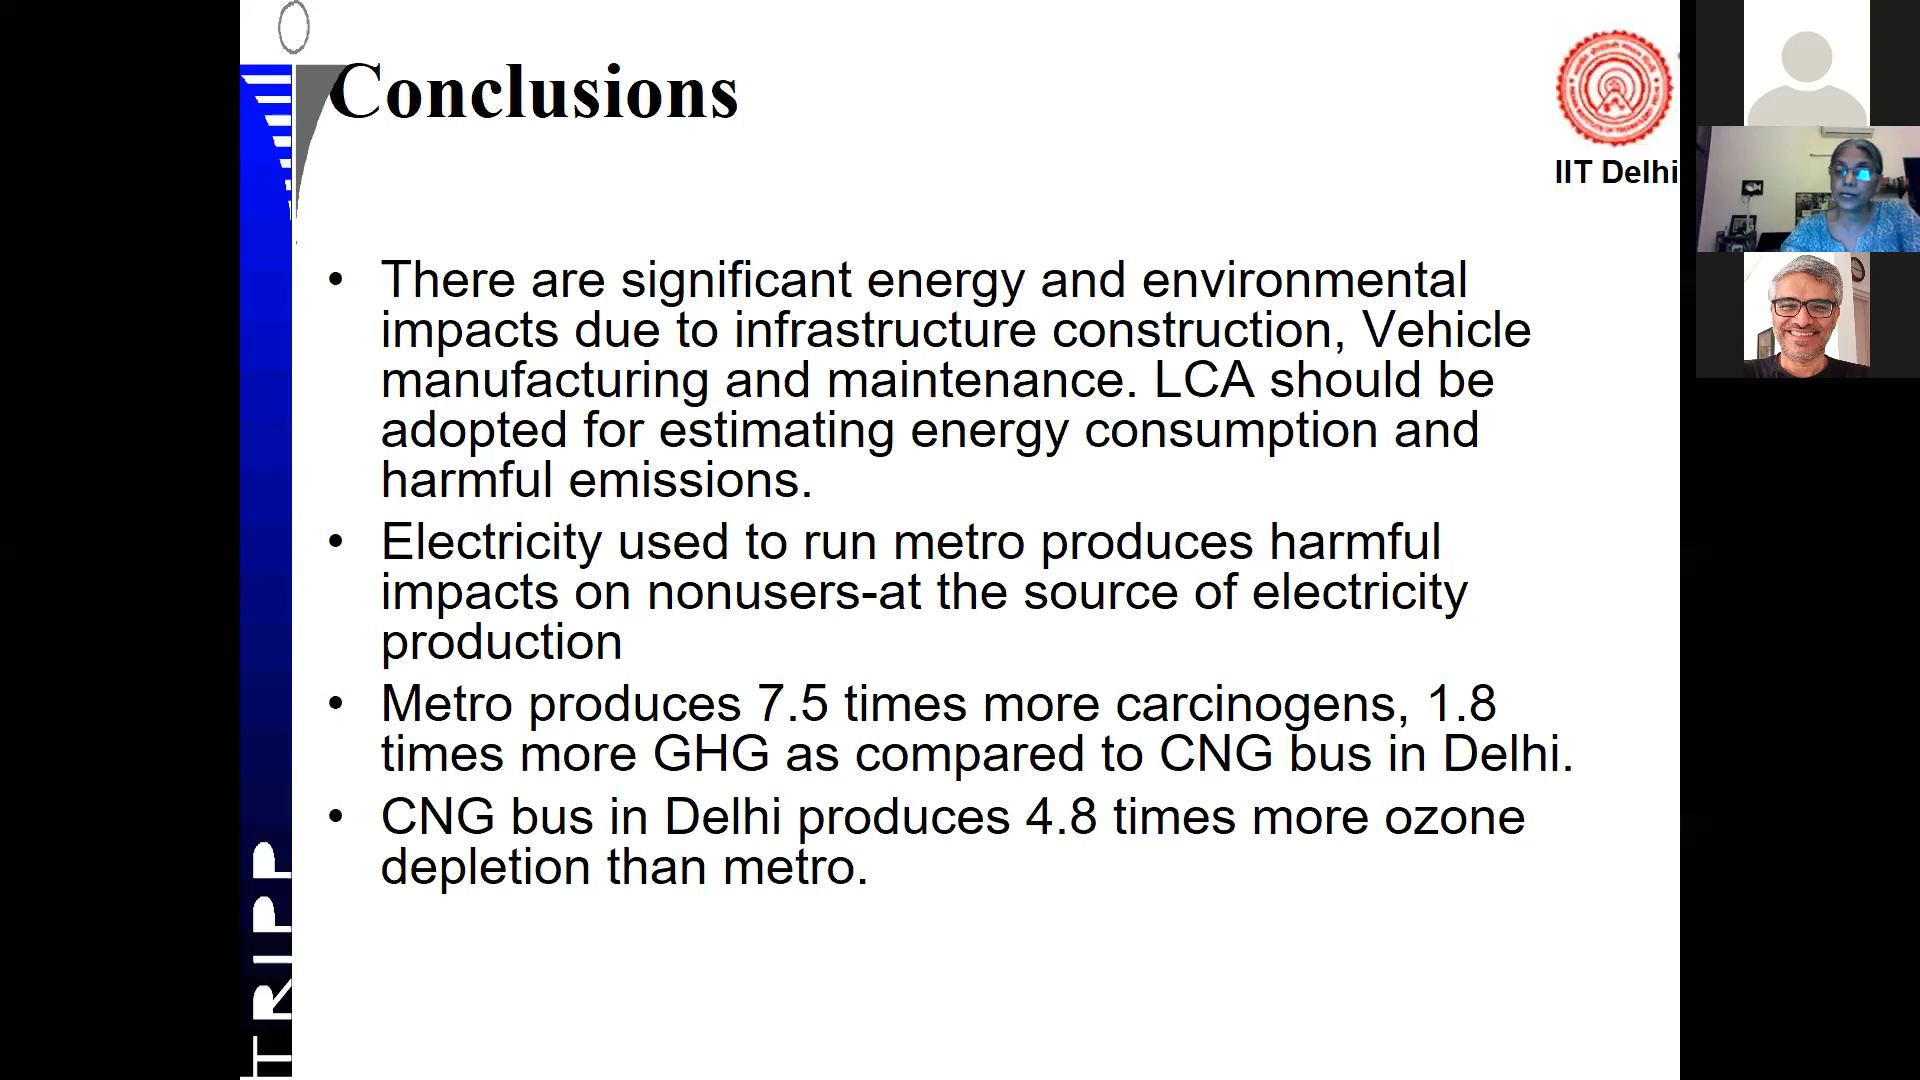 Conclusions
IIT Delhi
• There are significant energy and environmental
impacts due to infrastructure construction, Vehicle
manufacturing and maintenance. LCA should be
adopted for estimating energy consumption and
harmful emissions.
• Electricity used to run metro produces harmful
impacts on nonusers-at the source of electricity
production
• Metro produces 7.5 times more carcinogens, 1.8
times more GHG as compared to CNG bus in Delhi.
• CNG bus in Delhi produces 4.8 times more ozone
depletion than metro.
TRIPP